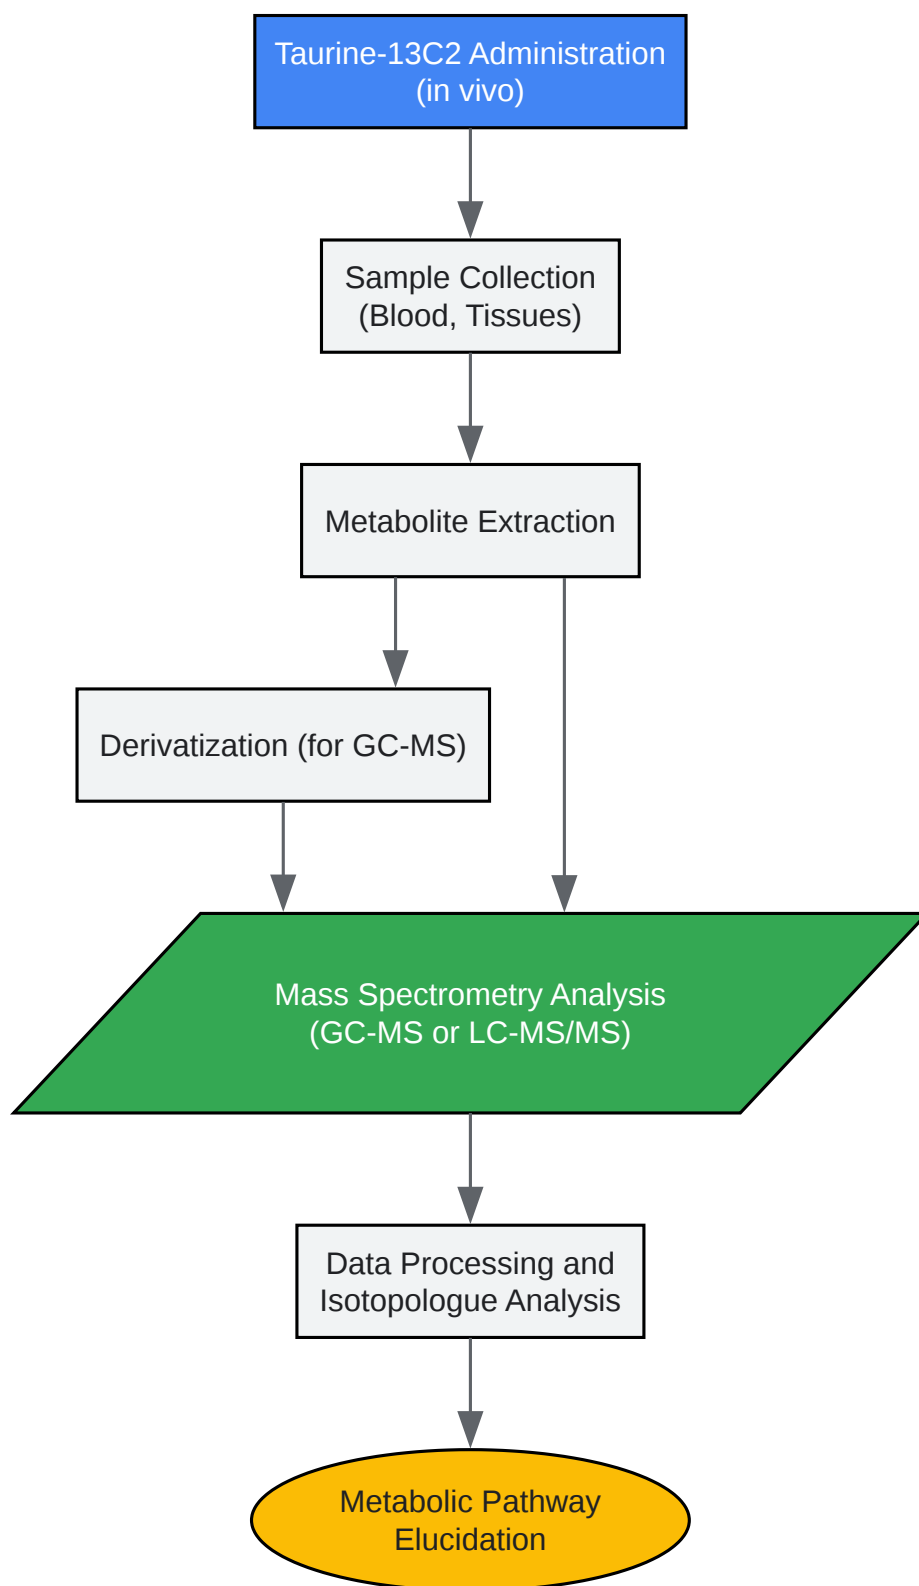 Taurine-13C2 Administration
(in vivo)
Sample Collection
(Blood, Tissues)
Metabolite Extraction
Derivatization (for GC-MS)
Mass Spectrometry Analysis
(GC-MS or LC-MS/MS)
Data Processing and
Isotopologue Analysis
Metabolic Pathway
Elucidation